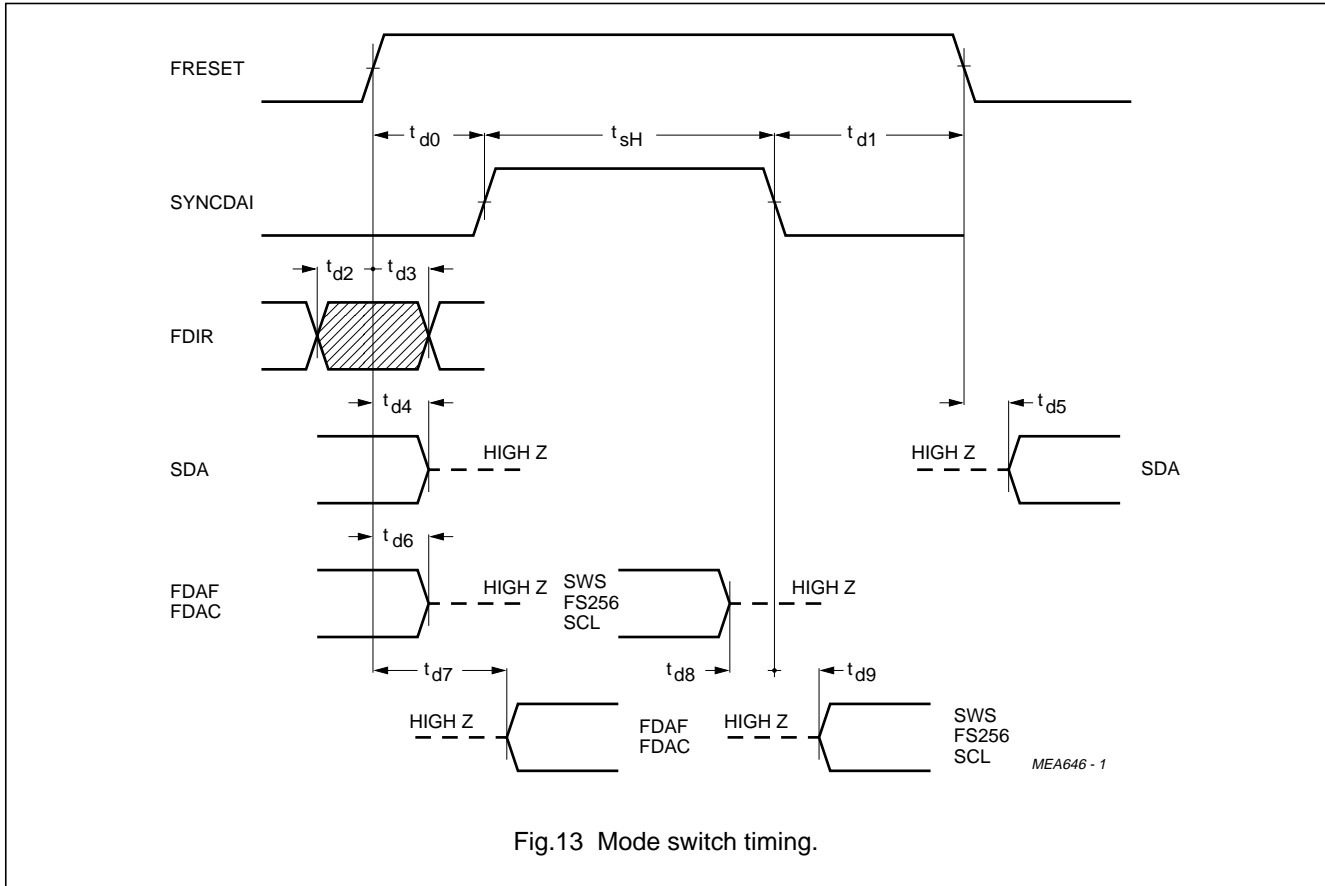 FRESET
t d0
t sH
t d1
SYNCDAI
t d2
t d3
FDIR
t d4
t d5
SDA
HIGH Z
HIGH Z
SDA
t d6
FDAF
FDAC
HIGH Z
SWS
FS256
SCL
HIGH Z
t d7
t d8
t d9
HIGH Z
FDAF
FDAC
HIGH Z
SWS
FS256
SCL
MEA646 - 1
Fig.13 Mode switch timing.